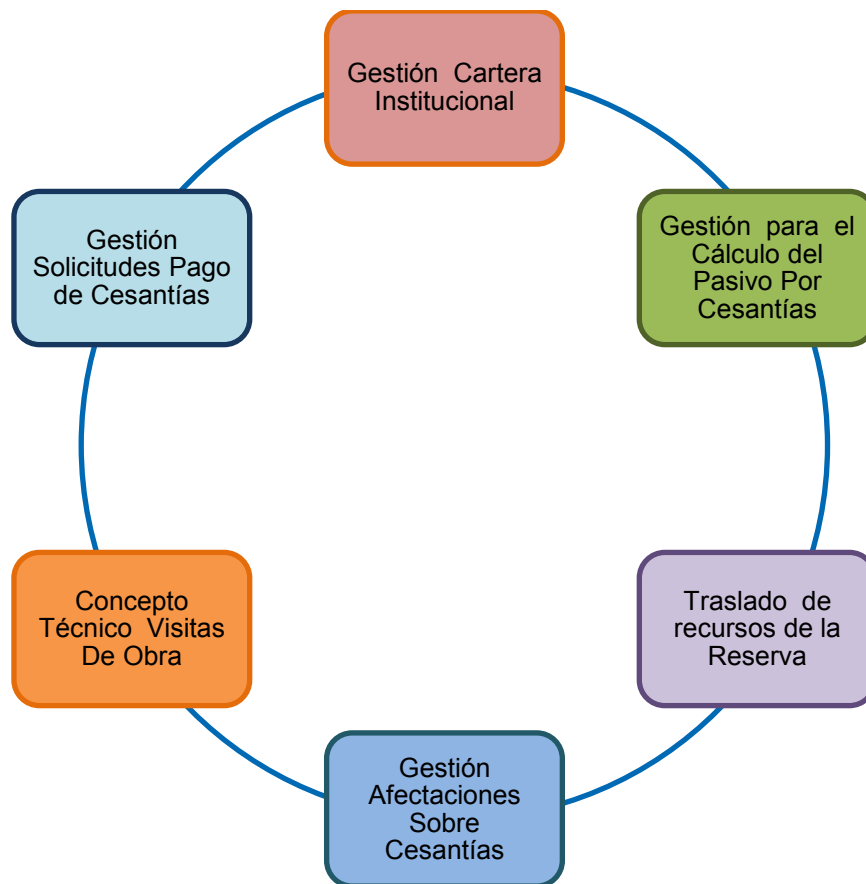 Gestión Cartera
Institucional
Gestión para el
Cálculo del
Pasivo Por
Cesantías
Traslado de
recursos de la
Reserva
Gestión
Afectaciones
Sobre
Cesantías
Concepto
Técnico Visitas
De Obra
Gestión
Solicitudes Pago
de Cesantías